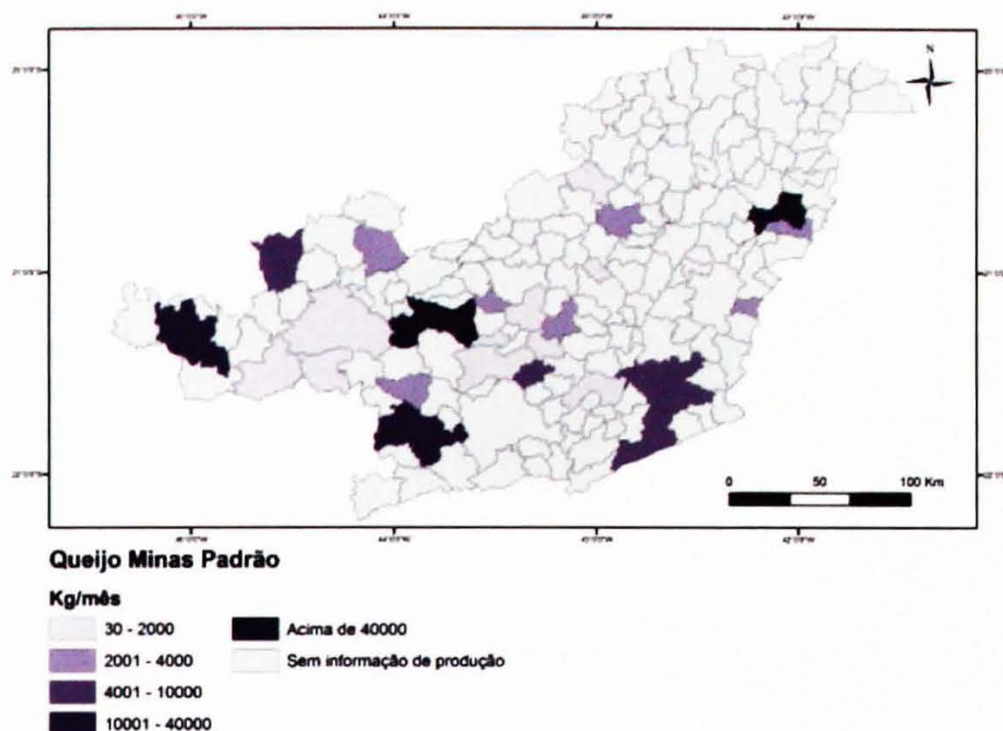 N
0 50 100 Km
Queijo Minas Padrão
Kg/mês
30 - 2000
Acima de 40000
2001 - 4000
Sem informação de produção
4001 - 10000
10001 - 40000